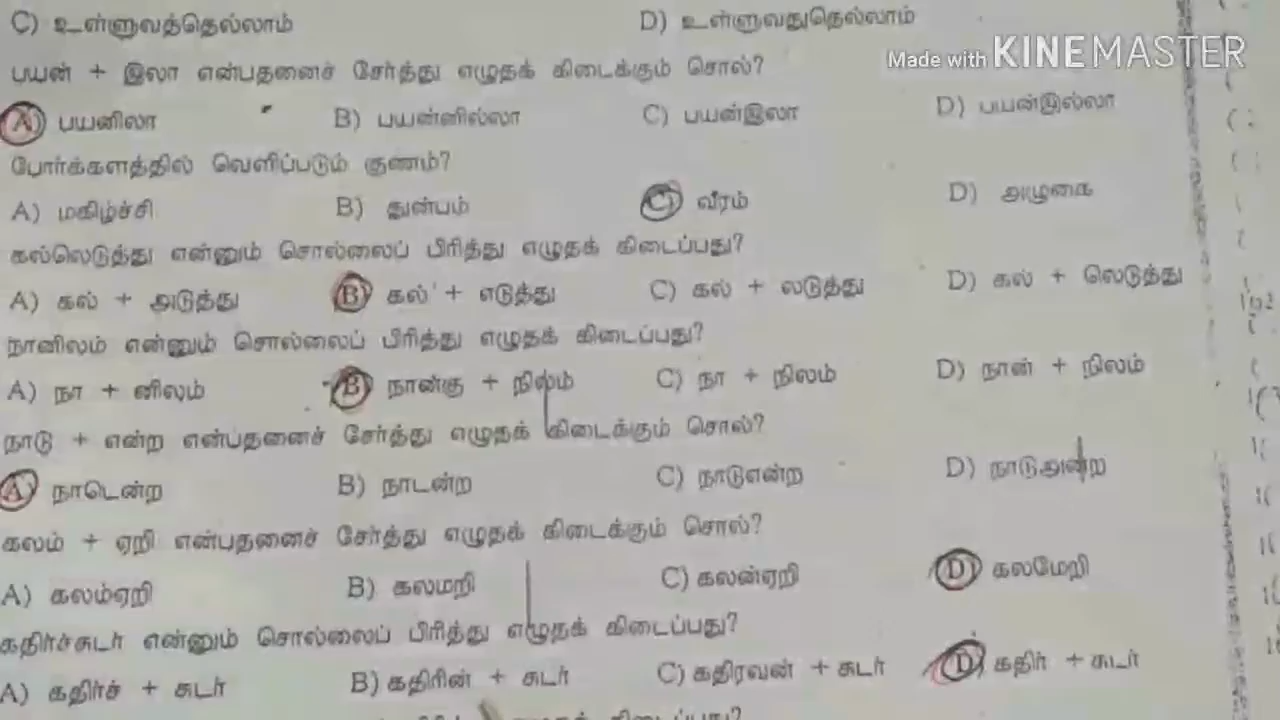 C) உள்ளுவத்தெல்லாம் D) உள்ளுவதுதெல்லாம்
Made with KINEMASTER
பயன் + இலா என்பதனைச் சேர்த்து எழுதக் கிடைக்கும் சொல்?
A) பயனிலா B) பயன்னில்லா C) பயன்இலா D) பயன்இல்லா
போர்க்களத்தில் வெளிப்படும் குணம்?
A) மகிழ்ச்சி B) துன்பம் C) வீரம் D) அழுகை
கல்லெடுத்து என்னும் சொல்லைப் பிரித்து எழுதக் கிடைப்பது?
A) கல் + அடுத்து B) கல் + எடுத்து C) கல் + லடுத்து D) கல் + லெடுத்து
நானிலம் என்னும் சொல்லைப் பிரித்து எழுதக் கிடைப்பது?
A) நா + னிலம் B) நான்கு + நிலம் C) நா + நிலம் D) நான் + நிலம்
நாடு + என்ற என்பதனைச் சேர்த்து எழுதக் கிடைக்கும் சொல்?
A) நாடென்ற B) நாடன்ற C) நாடுஎன்ற D) நாடுஅன்ற
கலம் + ஏறி என்பதனைச் சேர்த்து எழுதக் கிடைக்கும் சொல்?
A) கலம்ஏறி B) கலமறி C) கலன்ஏறி D) கலமேறி
கதிர்ச்சுடர் என்னும் சொல்லைப் பிரித்து எழுதக் கிடைப்பது?
A) கதிர்ச் + சுடர் B) கதிரின் + சுடர் C) கதிரவன் + சுடர் D) கதிர் + சுடர்